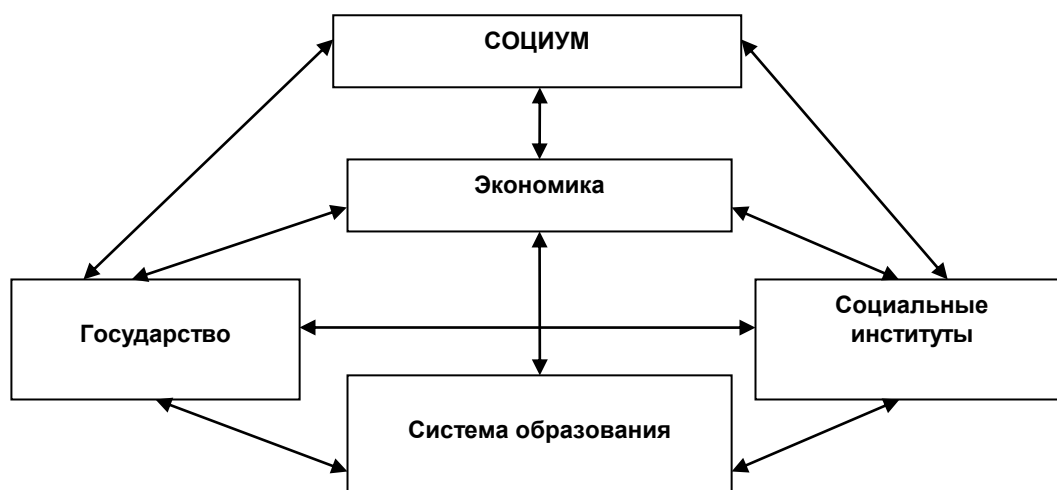 СОЦИУМ
Экономика
Государство
Социальные
институты
Система образования